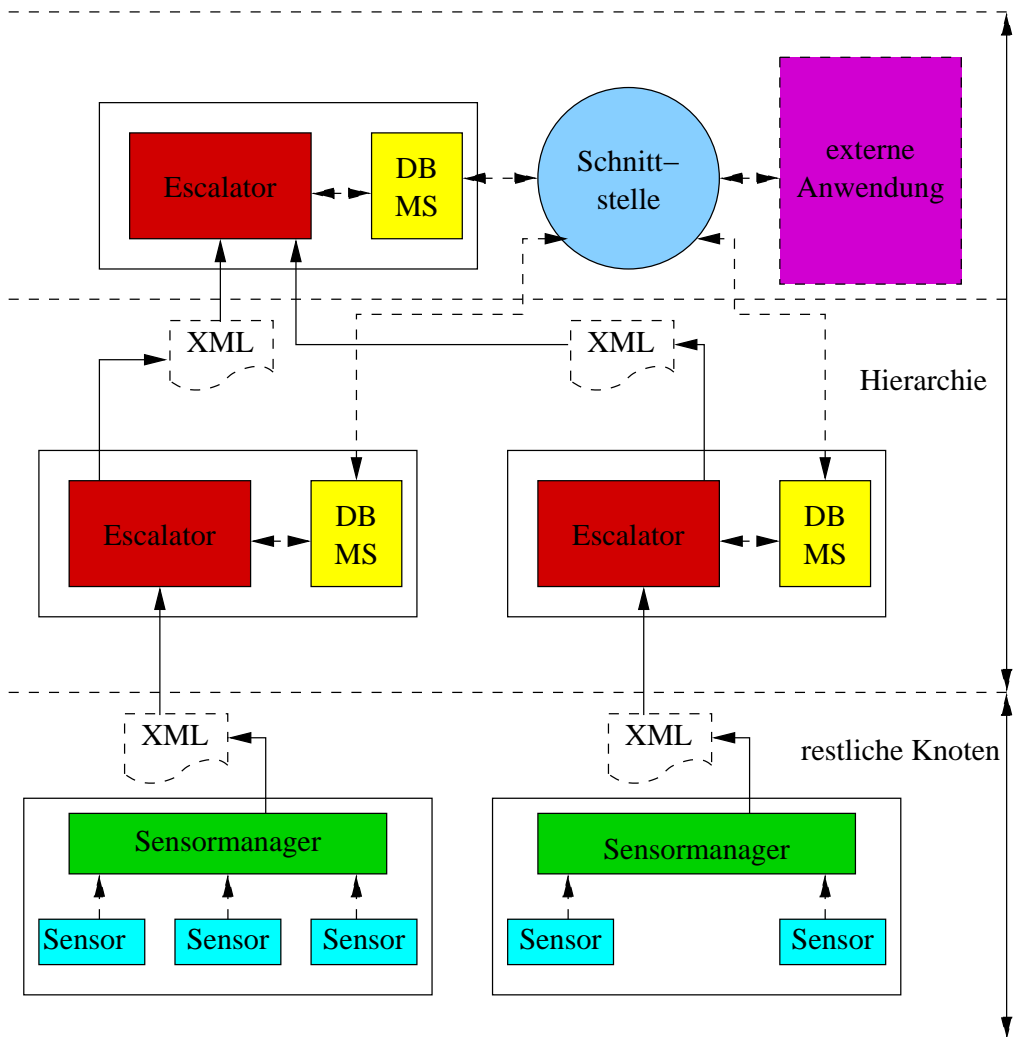 Escalator
DB
MS
Schnitt–
stelle
externe
Anwendung
XML
XML
Hierarchie
Escalator
DB
MS
Escalator
DB
MS
XML
XML
restliche Knoten
Sensormanager
Sensormanager
Sensor
Sensor
Sensor
Sensor
Sensor